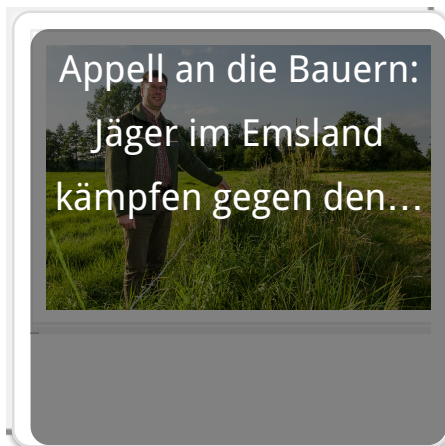 Appell an die Bauern:
Jäger im Emsland
kämpfen gegen den…